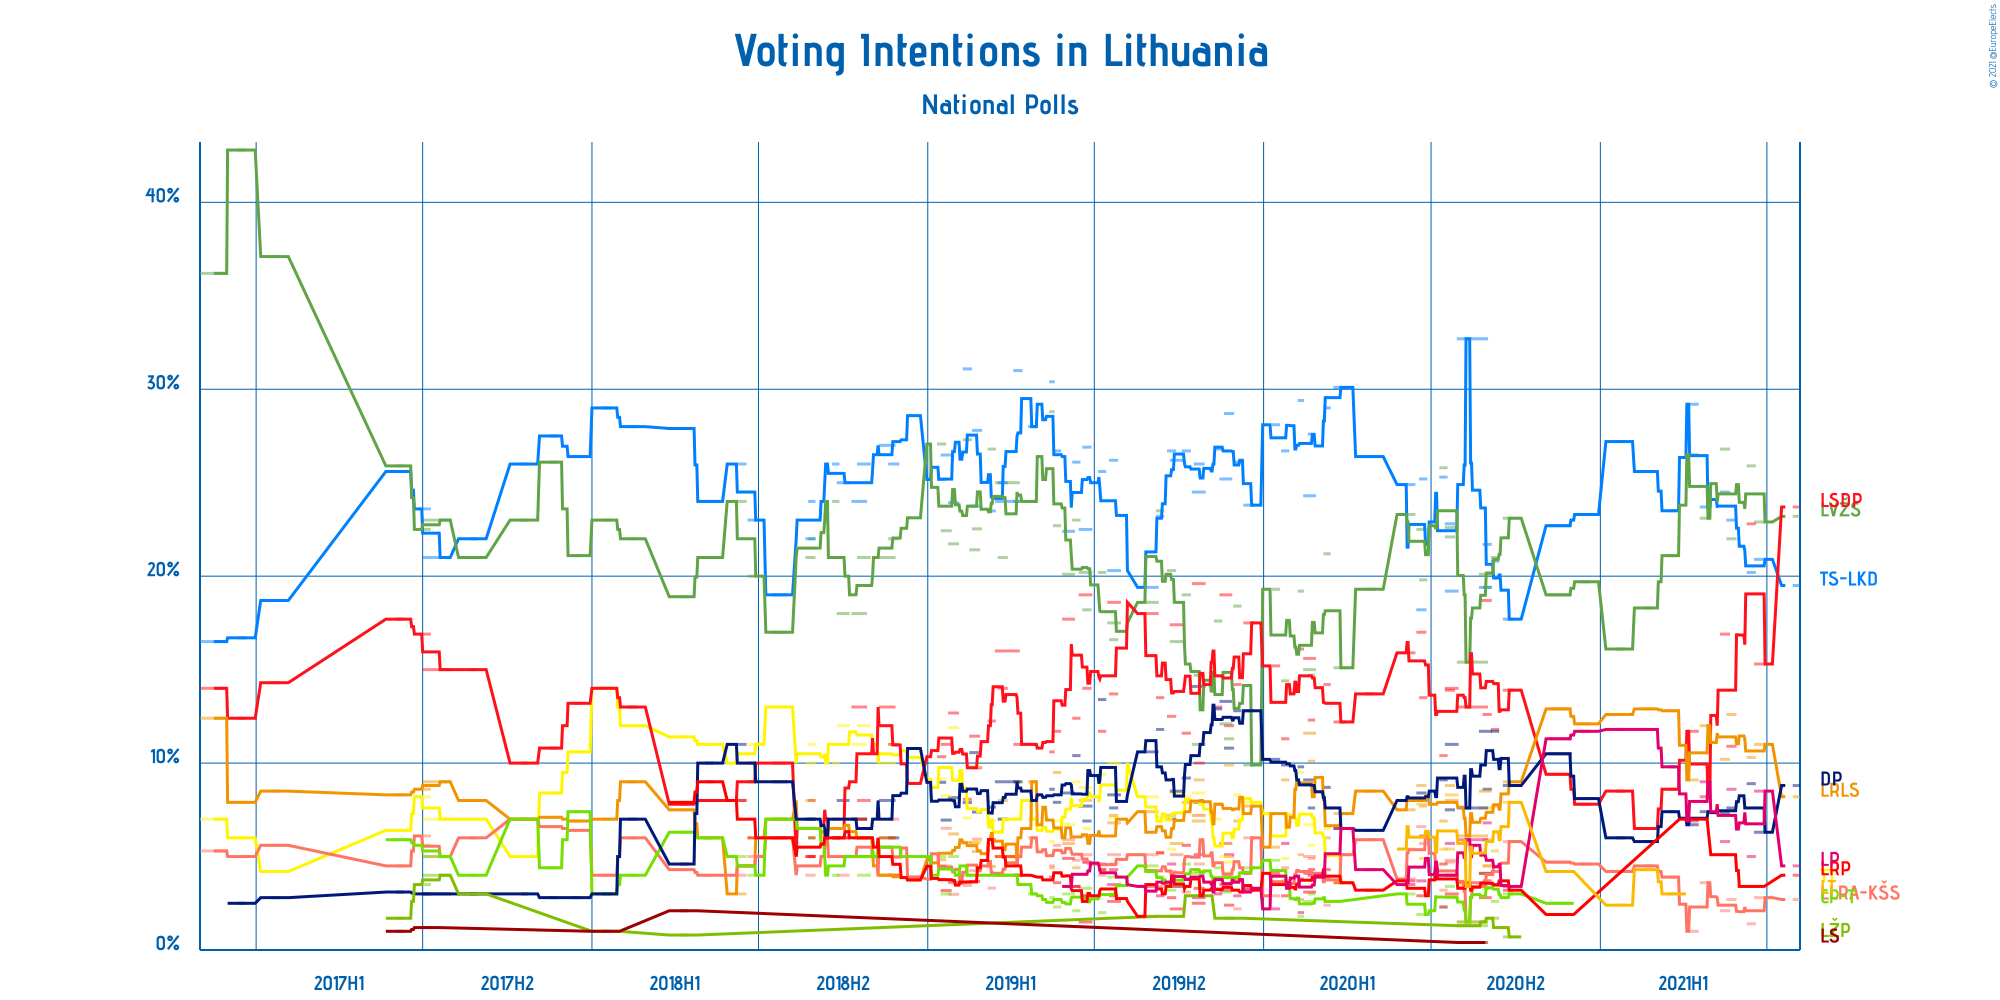 Voting Intentions in Lithuania
National Polls
© 2021 @EuropeElects
40%
30%
20%
10%
0%
LSDP
LVŽS
TS-LKD
DP
LRLS
LP
LRP
LT
LLRA-KŠS
LŽP
LS
2017H1
2017H2
2018H1
2018H2
2019H1
2019H2
2020H1
2020H2
2021H1